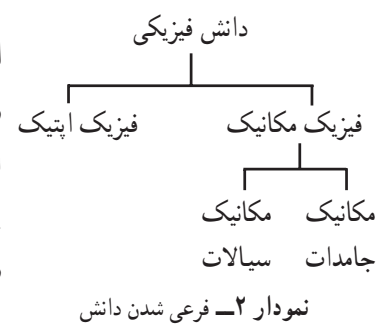 دانش فیزیکی
فیزیک مکانیک فیزیک اپتیک
مکانیک مکانیک
جامدات سیالات
نمودار ۲ــ فرعی شدن دانش